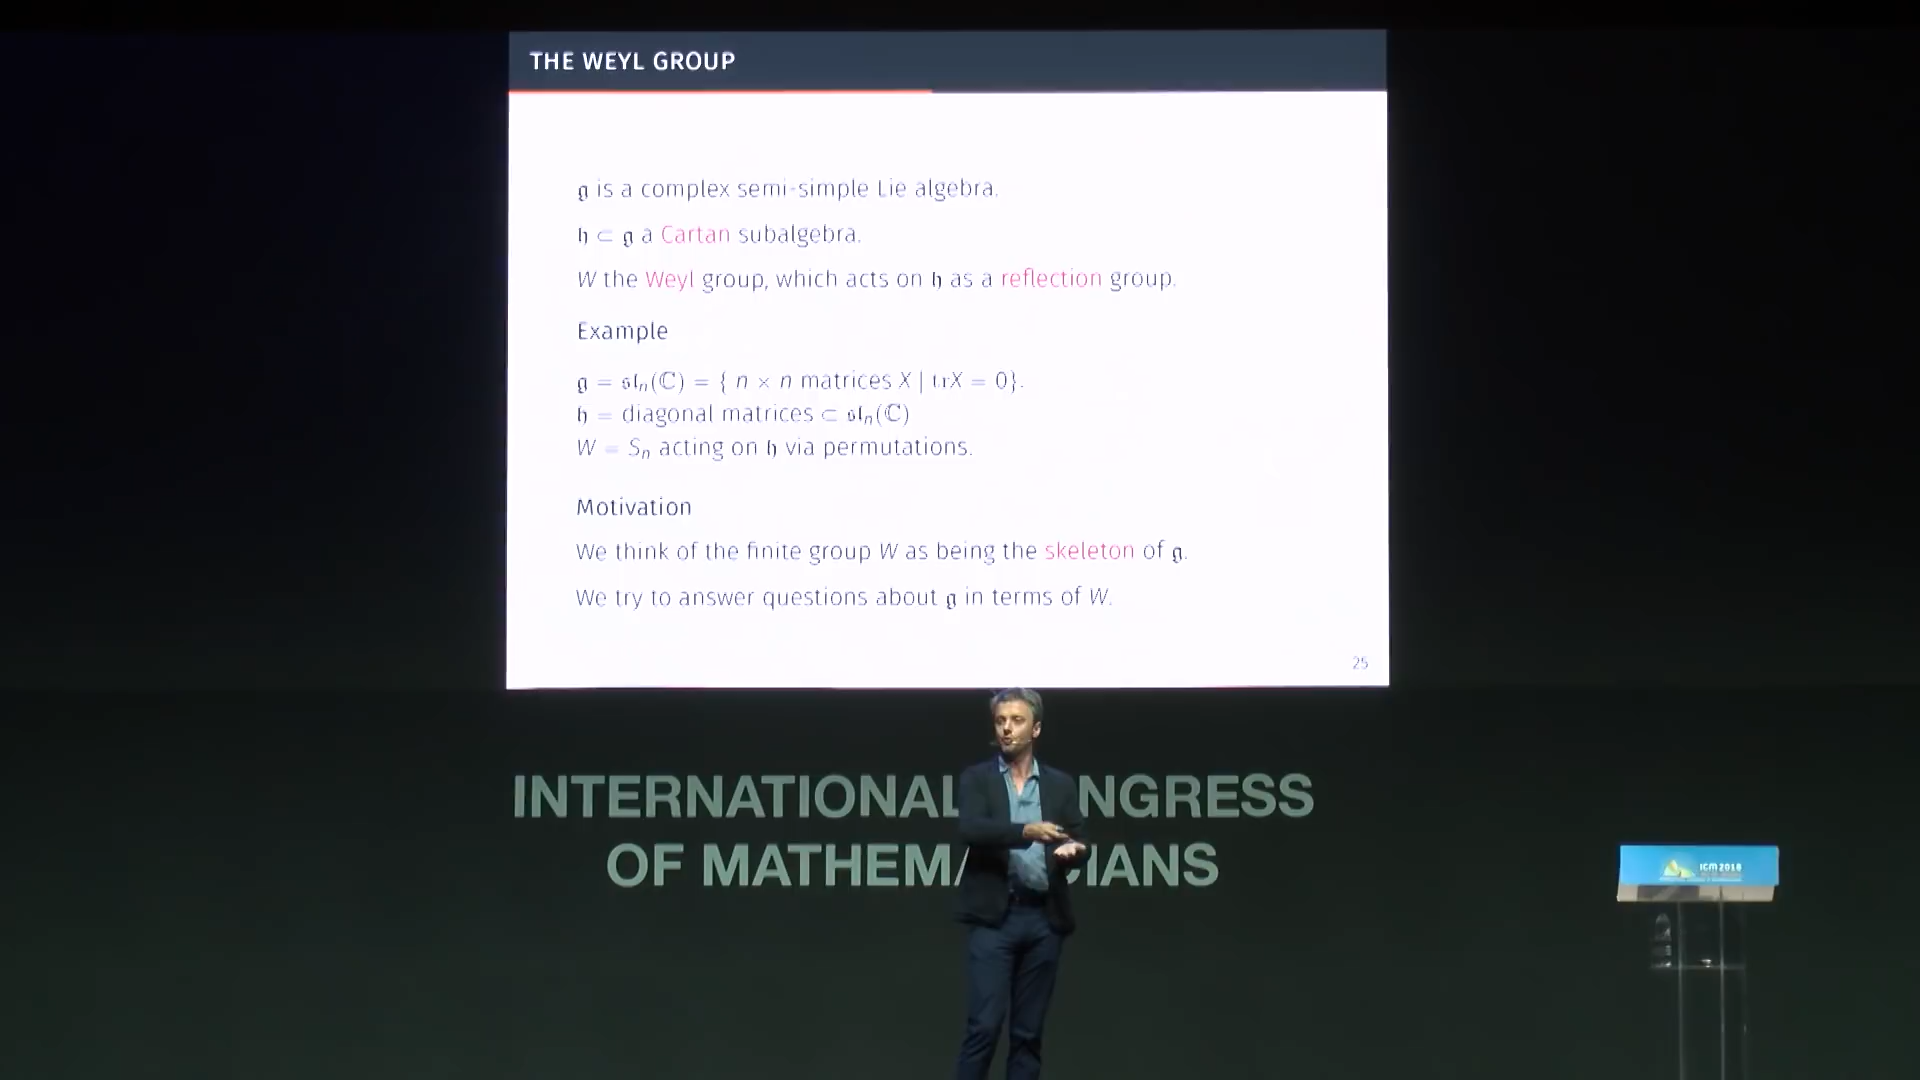 THE WEYL GROUP
𝔤 is a complex semi-simple Lie algebra.
𝔥 ⊂ 𝔤 a Cartan subalgebra.
W the Weyl group, which acts on 𝔥 as a reflection group.
Example
𝔤 = 𝔰𝔩ₙ(ℂ) = { n × n matrices X | trX = 0}.
𝔥 = diagonal matrices ⊂ 𝔰𝔩ₙ(ℂ)
W = Sₙ acting on 𝔥 via permutations.
Motivation
We think of the finite group W as being the skeleton of 𝔤.
We try to answer questions about 𝔤 in terms of W.
25
INTERNATIONAL NGRESS
OF MATHEMA CIANS
ICM 2018